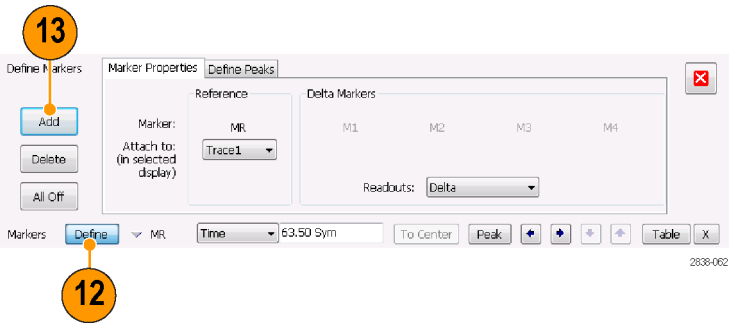 13
Define Markers
Marker Properties Define Peaks
Reference Delta Markers
Add Marker: MR M1 M2 M3 M4
Attach to: Trace1
(in selected
display)
Delete
Readouts: Delta
All Off
Markers Define MR Time 63.50 Sym To Center Peak Table X
2838-062
12